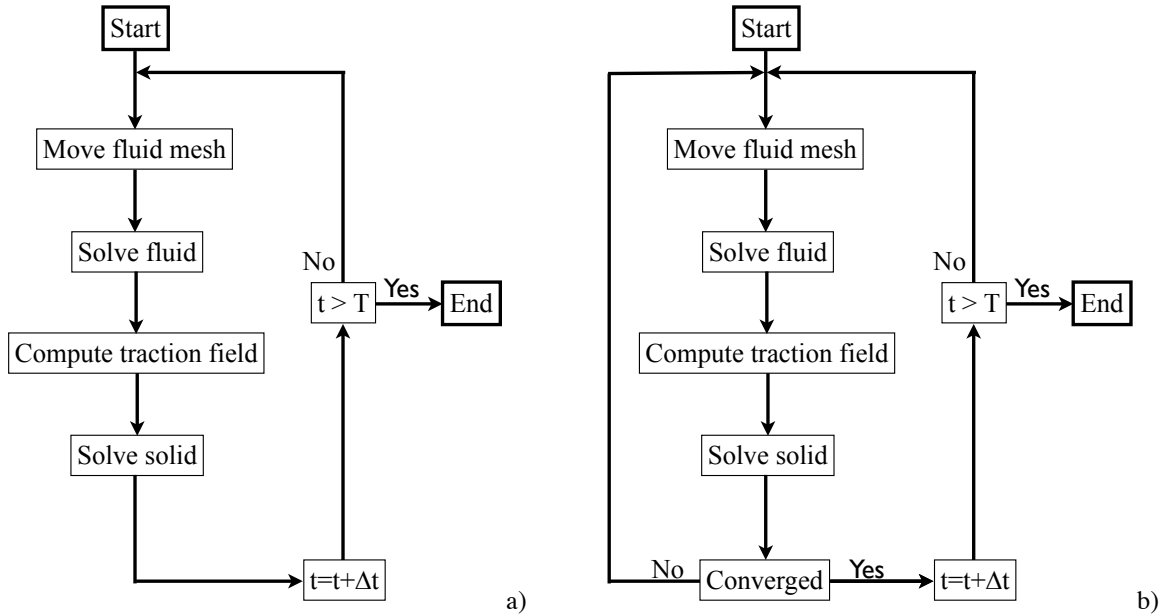 Start
Move fluid mesh
Solve fluid
Compute traction field
Solve solid
t=t+Δt
t > T
No
Yes
End
a)
Start
Move fluid mesh
Solve fluid
Compute traction field
Solve solid
Converged
No
Yes
t=t+Δt
t > T
No
Yes
End
b)